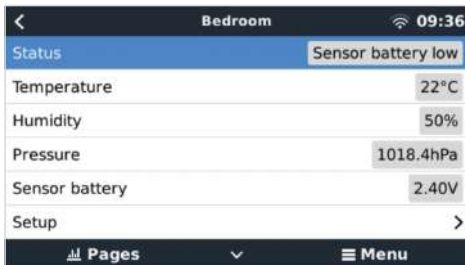 Bedroom 09:36
Status Sensor battery low
Temperature 22°C
Humidity 50%
Pressure 1018.4hPa
Sensor battery 2.40V
Setup
Pages Menu